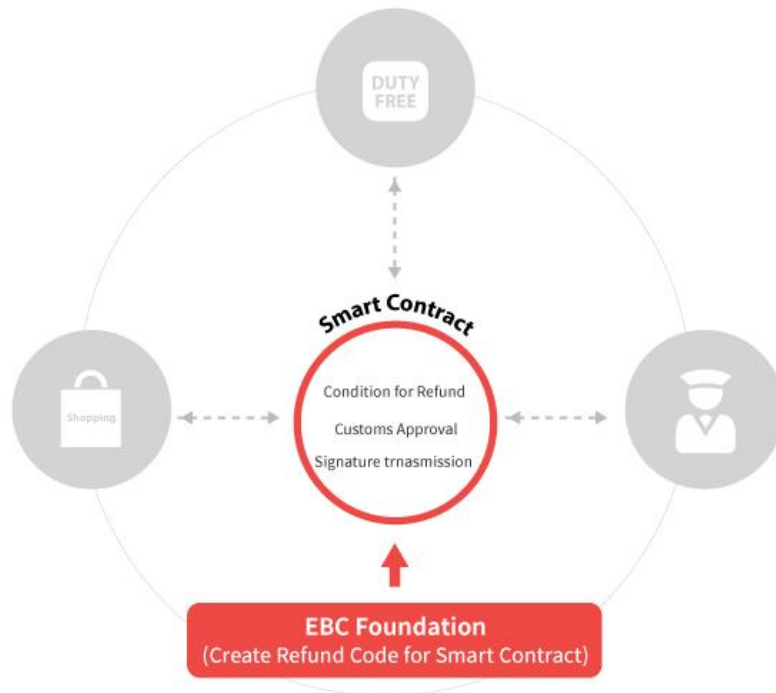 DUTY
FREE
Smart Contract
Shopping
Condition for Refund
Customs Approval
Signature trnasmission
EBC Foundation
(Create Refund Code for Smart Contract)